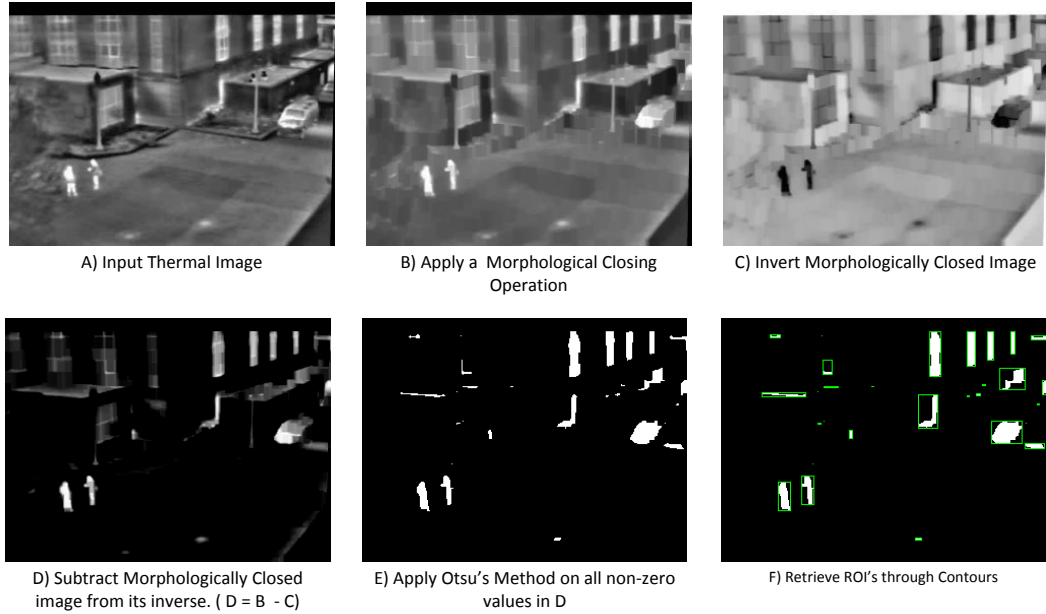 A) Input Thermal Image
B) Apply a Morphological Closing
Operation
C) Invert Morphologically Closed Image
D) Subtract Morphologically Closed
image from its inverse. ( D = B - C)
E) Apply Otsu's Method on all non-zero
values in D
F) Retrieve ROI's through Contours